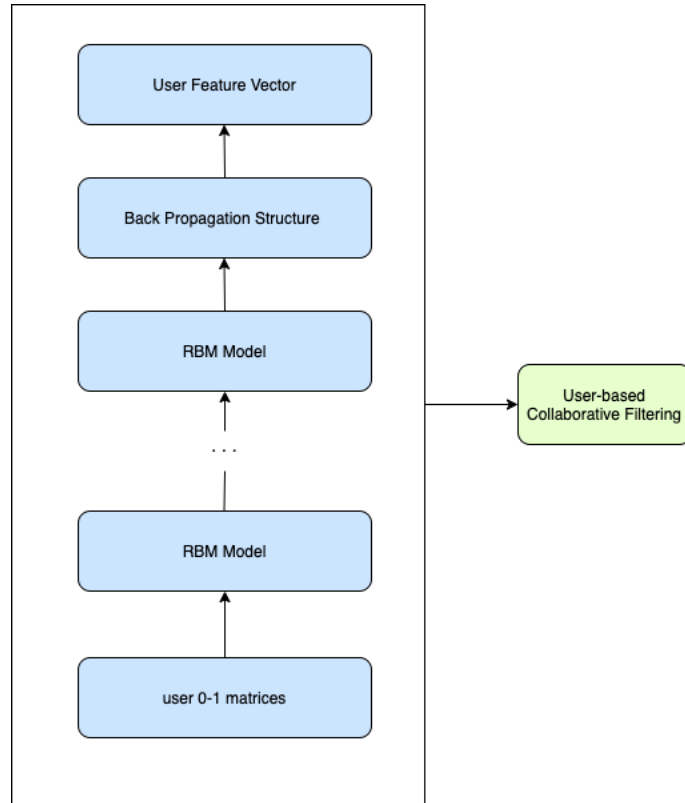 User Feature Vector
Back Propagation Structure
RBM Model
. . .
RBM Model
user 0-1 matrices
User-based
Collaborative Filtering